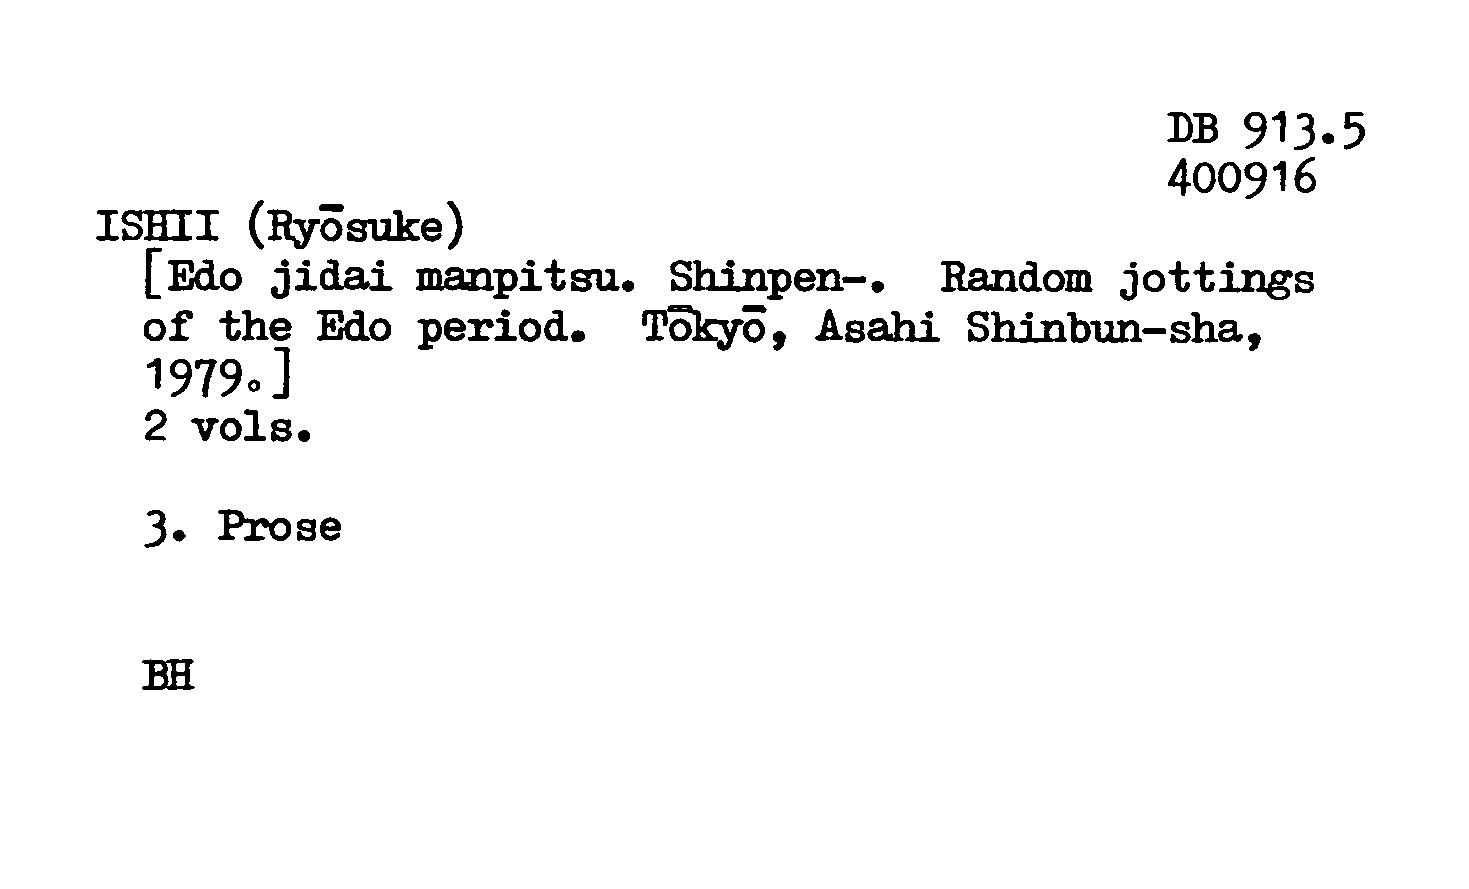 DB 913.5
400916
ISHII (Ryōsuke)
[Edo jidai manpitsu. Shinpen-. Random jottings
of the Edo period. Tōkyō, Asahi Shinbun-sha,
1979.]
2 vols.
3. Prose
BH